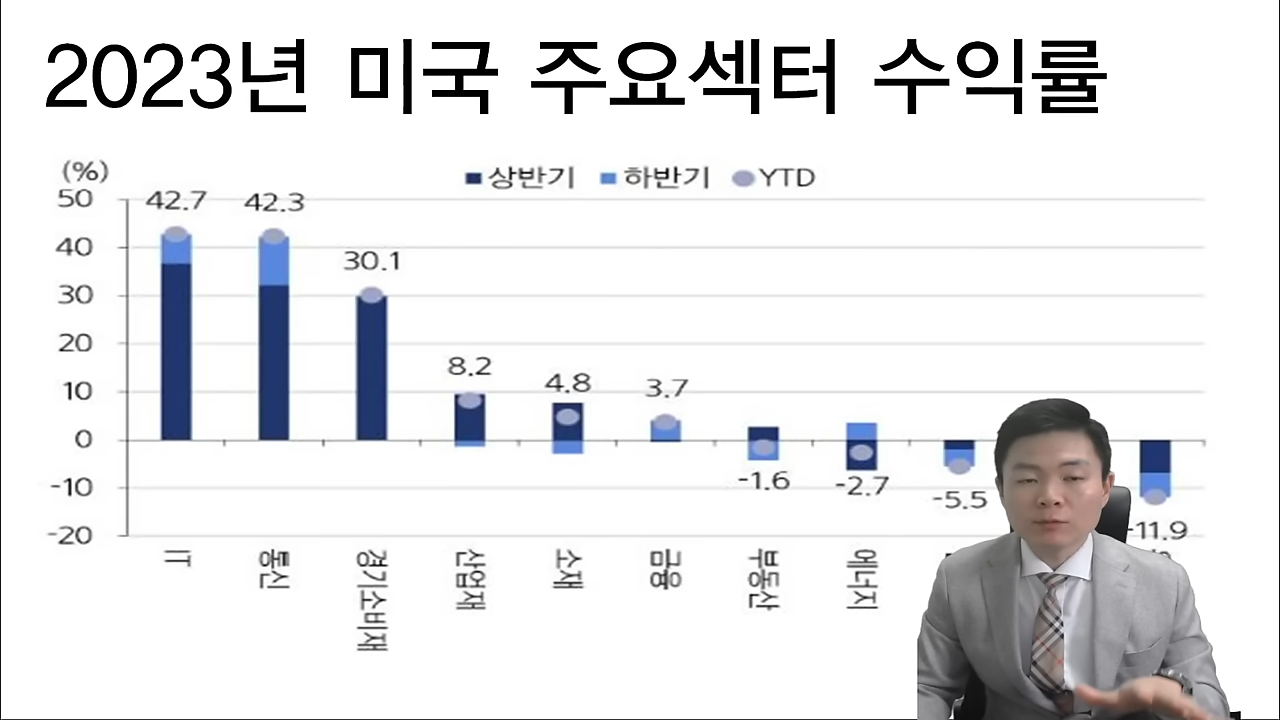 2023년 미국 주요섹터 수익률
(%)
상반기 하반기 YTD
50
40
30
20
10
0
-10
-20
42.7
42.3
30.1
8.2
4.8
3.7
-1.6
-2.7
-5.5
-11.9
IT
통신
경기소비재
산업재
소재
금융
부동산
에너지